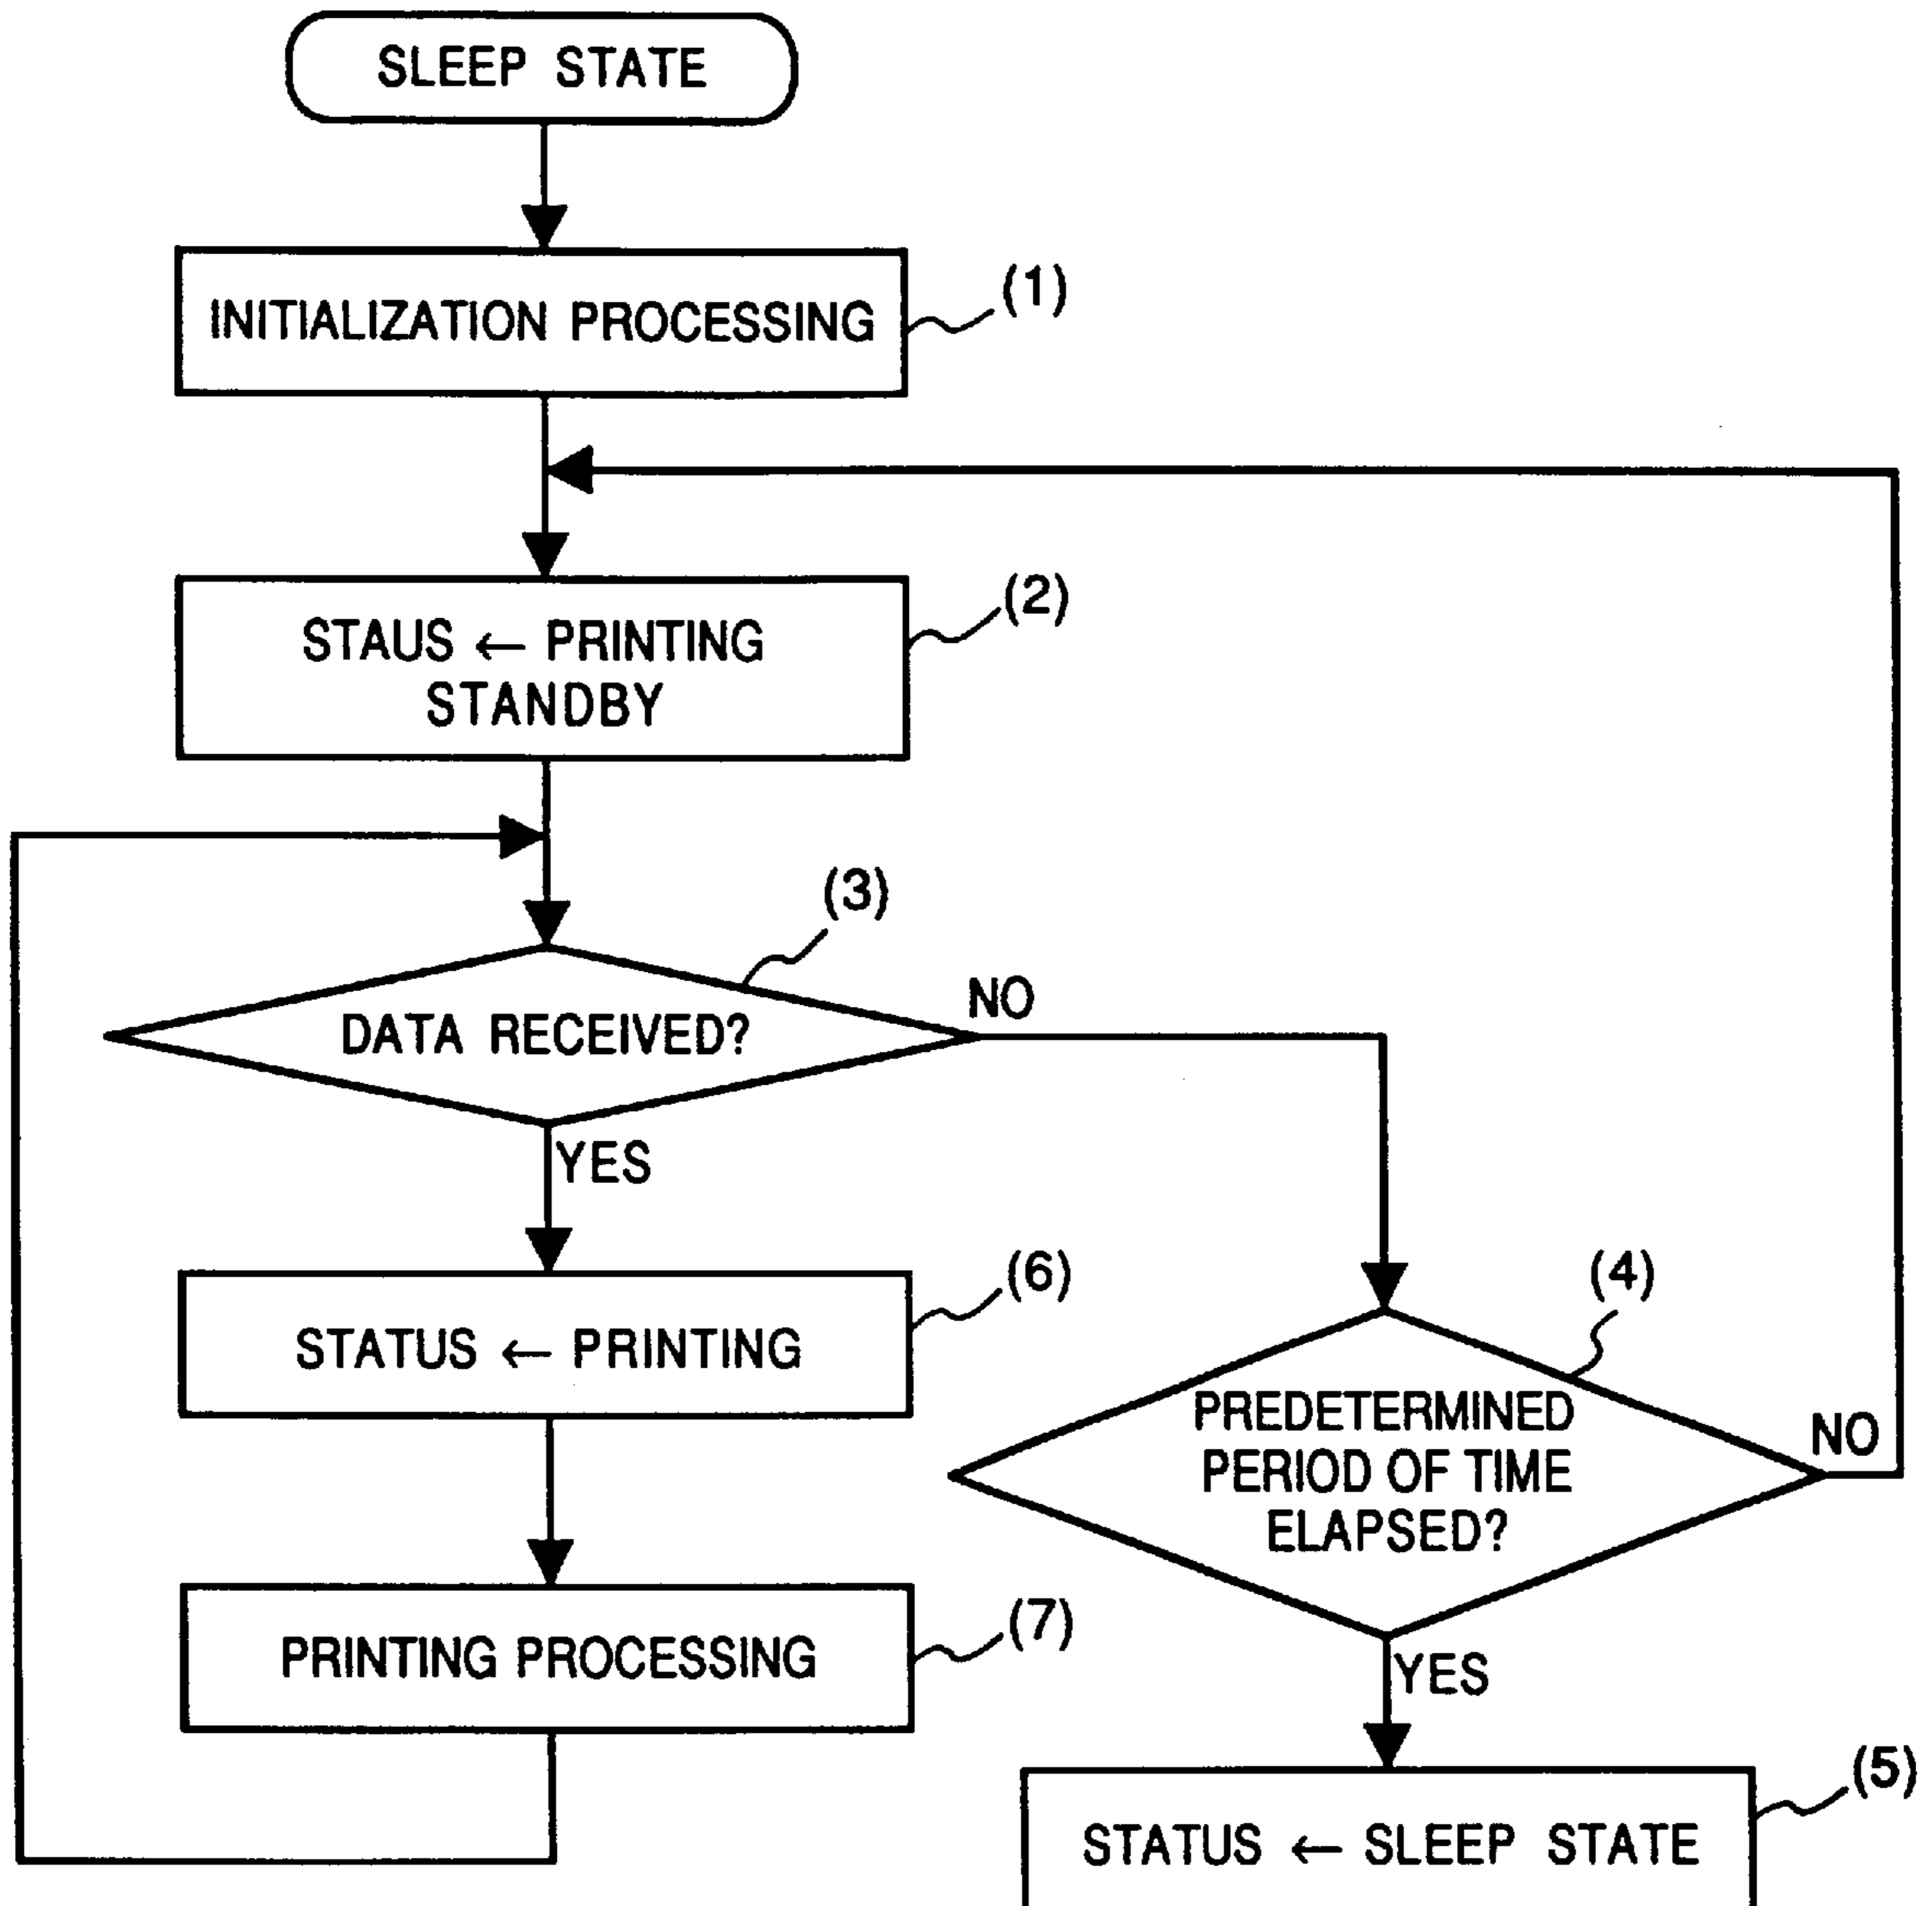 SLEEP STATE
INITIALIZATION PROCESSING
(1)
STAUS ← PRINTING
STANDBY
(2)
(3)
DATA RECEIVED?
NO
YES
STATUS ← PRINTING
(6)
(4)
PREDETERMINED
PERIOD OF TIME
ELAPSED?
NO
PRINTING PROCESSING
(7)
YES
STATUS ← SLEEP STATE
(5)